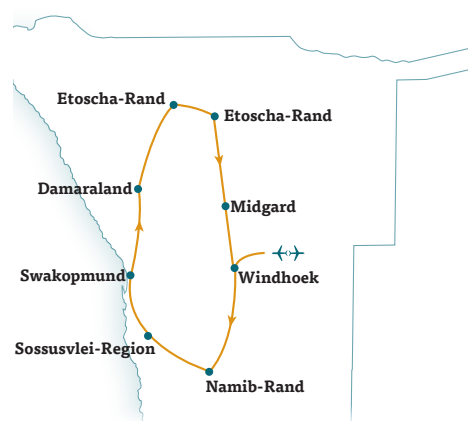 Etoscha-Rand
Etoscha-Rand
Damaraland
Midgard
Swakopmund
Windhoek
Sossusvlei-Region
Namib-Rand